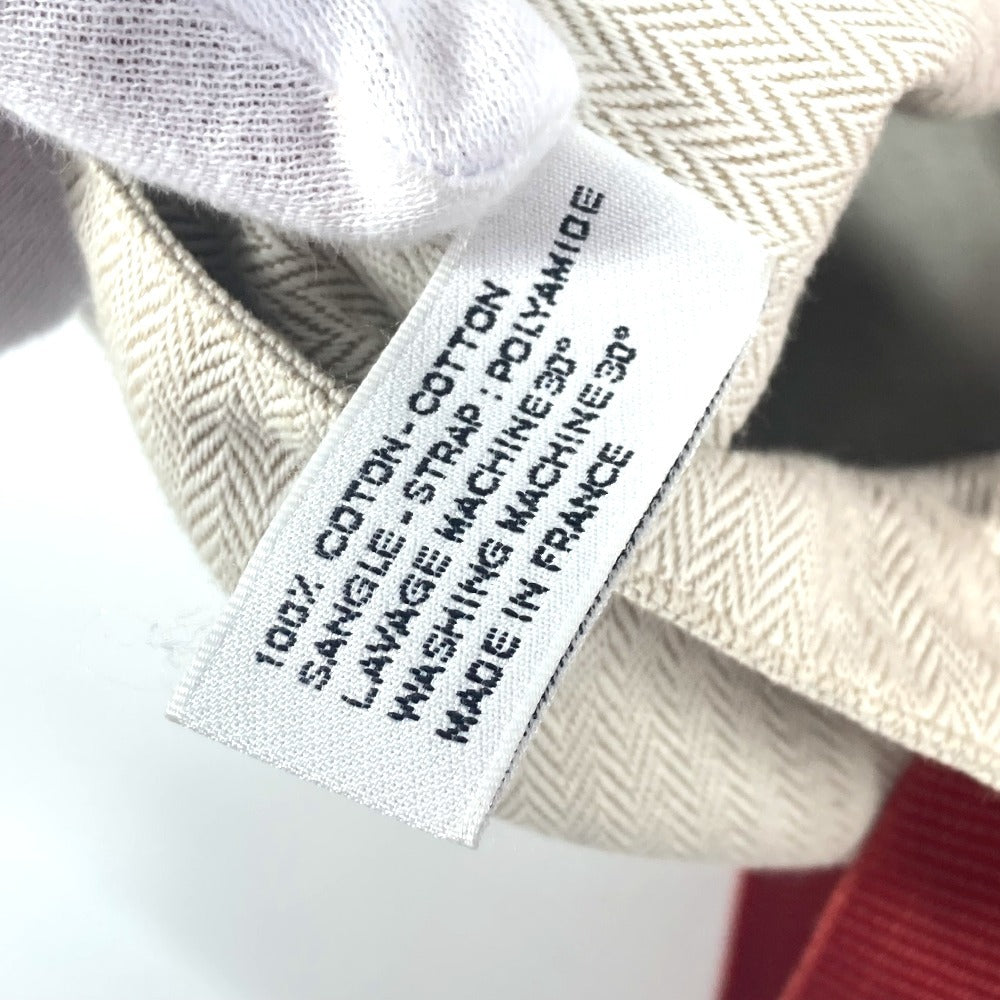 100% COTON-COTTON
SANGLE-STRAP : POLYAMIDE
LAVAGE MACHINE 30°
WASHING MACHINE 30°
MADE IN FRANCE